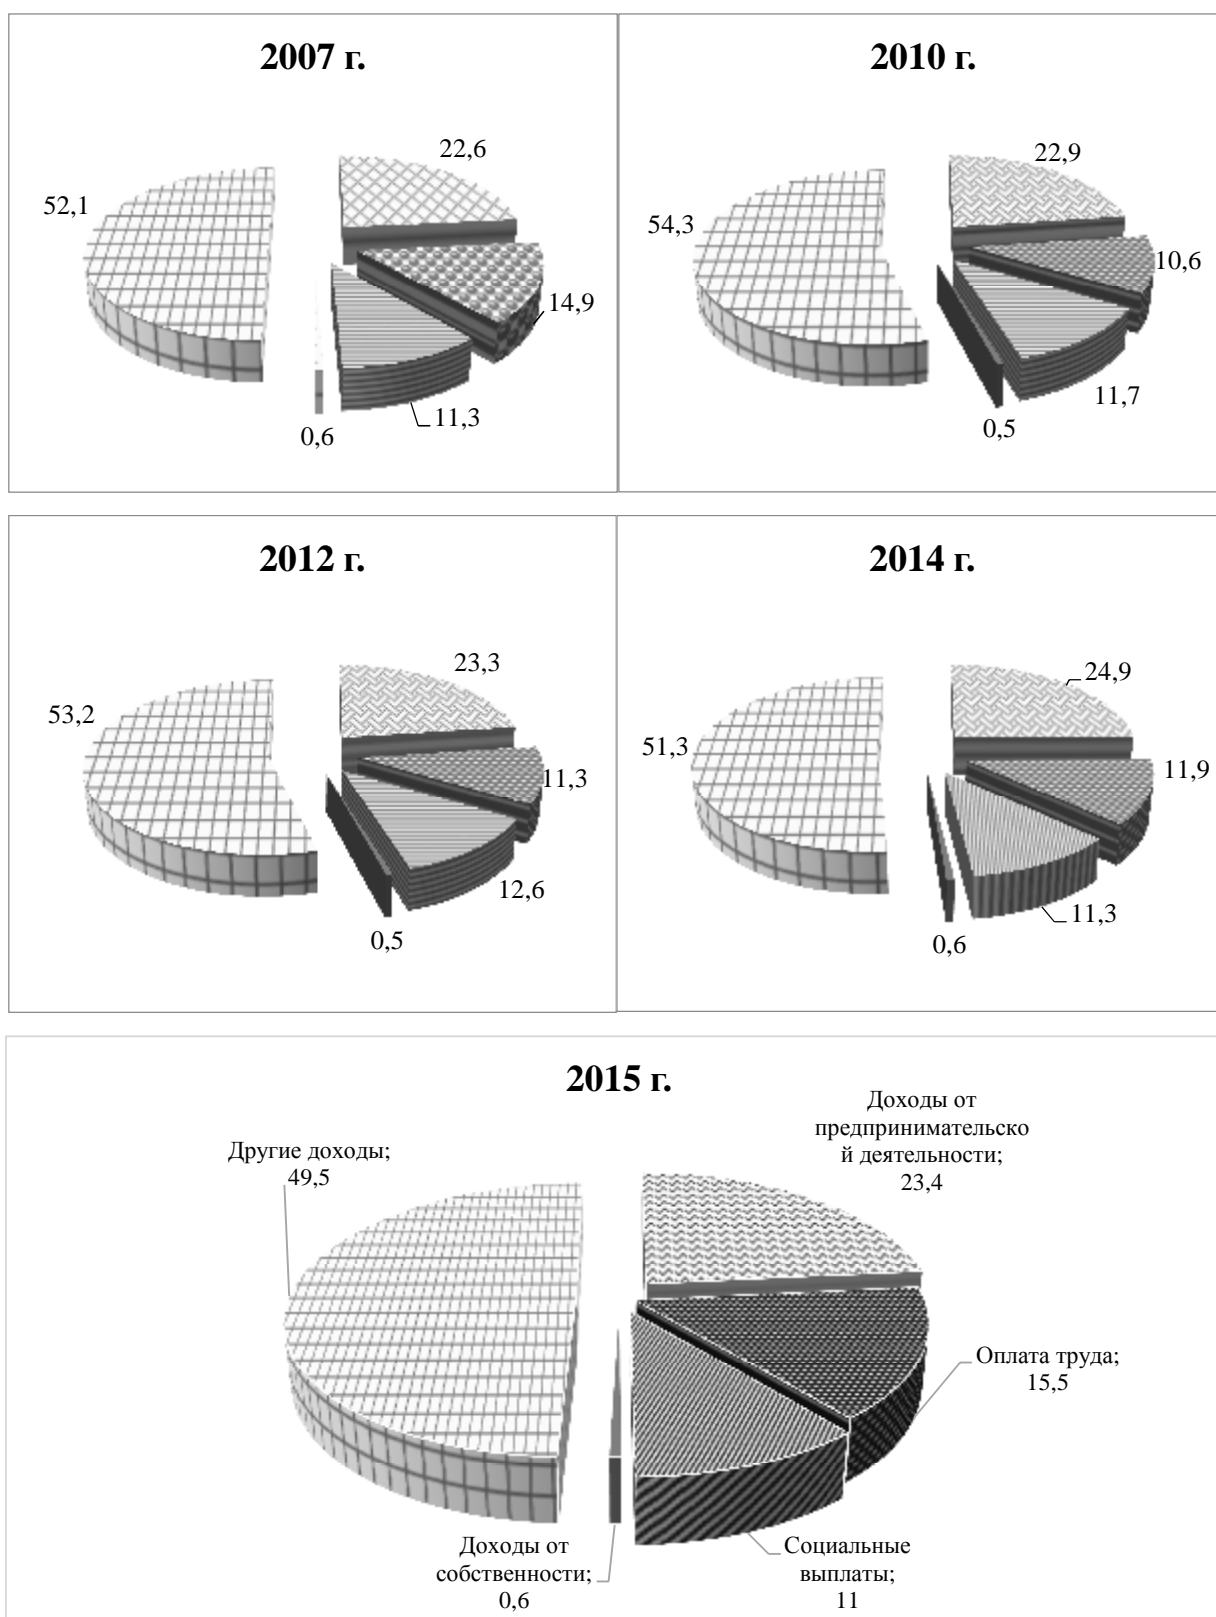 2007 г.
22,6
52,1
14,9
11,3
0,6
2010 г.
22,9
54,3
10,6
11,7
0,5
2012 г.
23,3
53,2
11,3
12,6
0,5
2014 г.
24,9
51,3
11,9
11,3
0,6
2015 г.
Доходы от
предпринимательско
й деятельности;
23,4
Другие доходы;
49,5
Оплата труда;
15,5
Доходы от
собственности;
0,6
Социальные
выплаты;
11